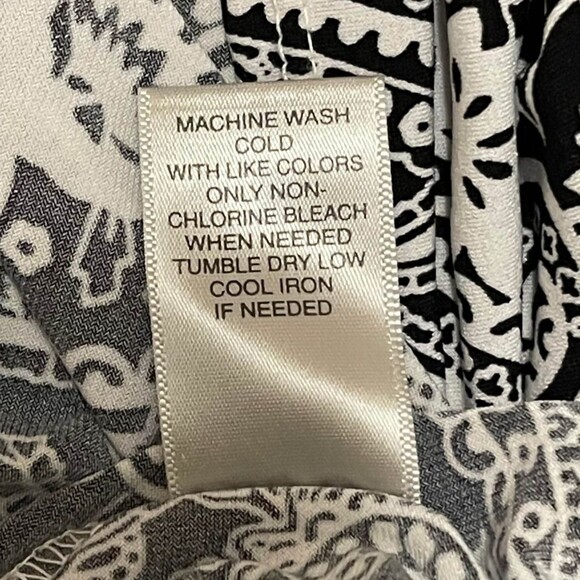 MACHINE WASH
COLD
WITH LIKE COLORS
ONLY NON-
CHLORINE BLEACH
WHEN NEEDED
TUMBLE DRY LOW
COOL IRON
IF NEEDED